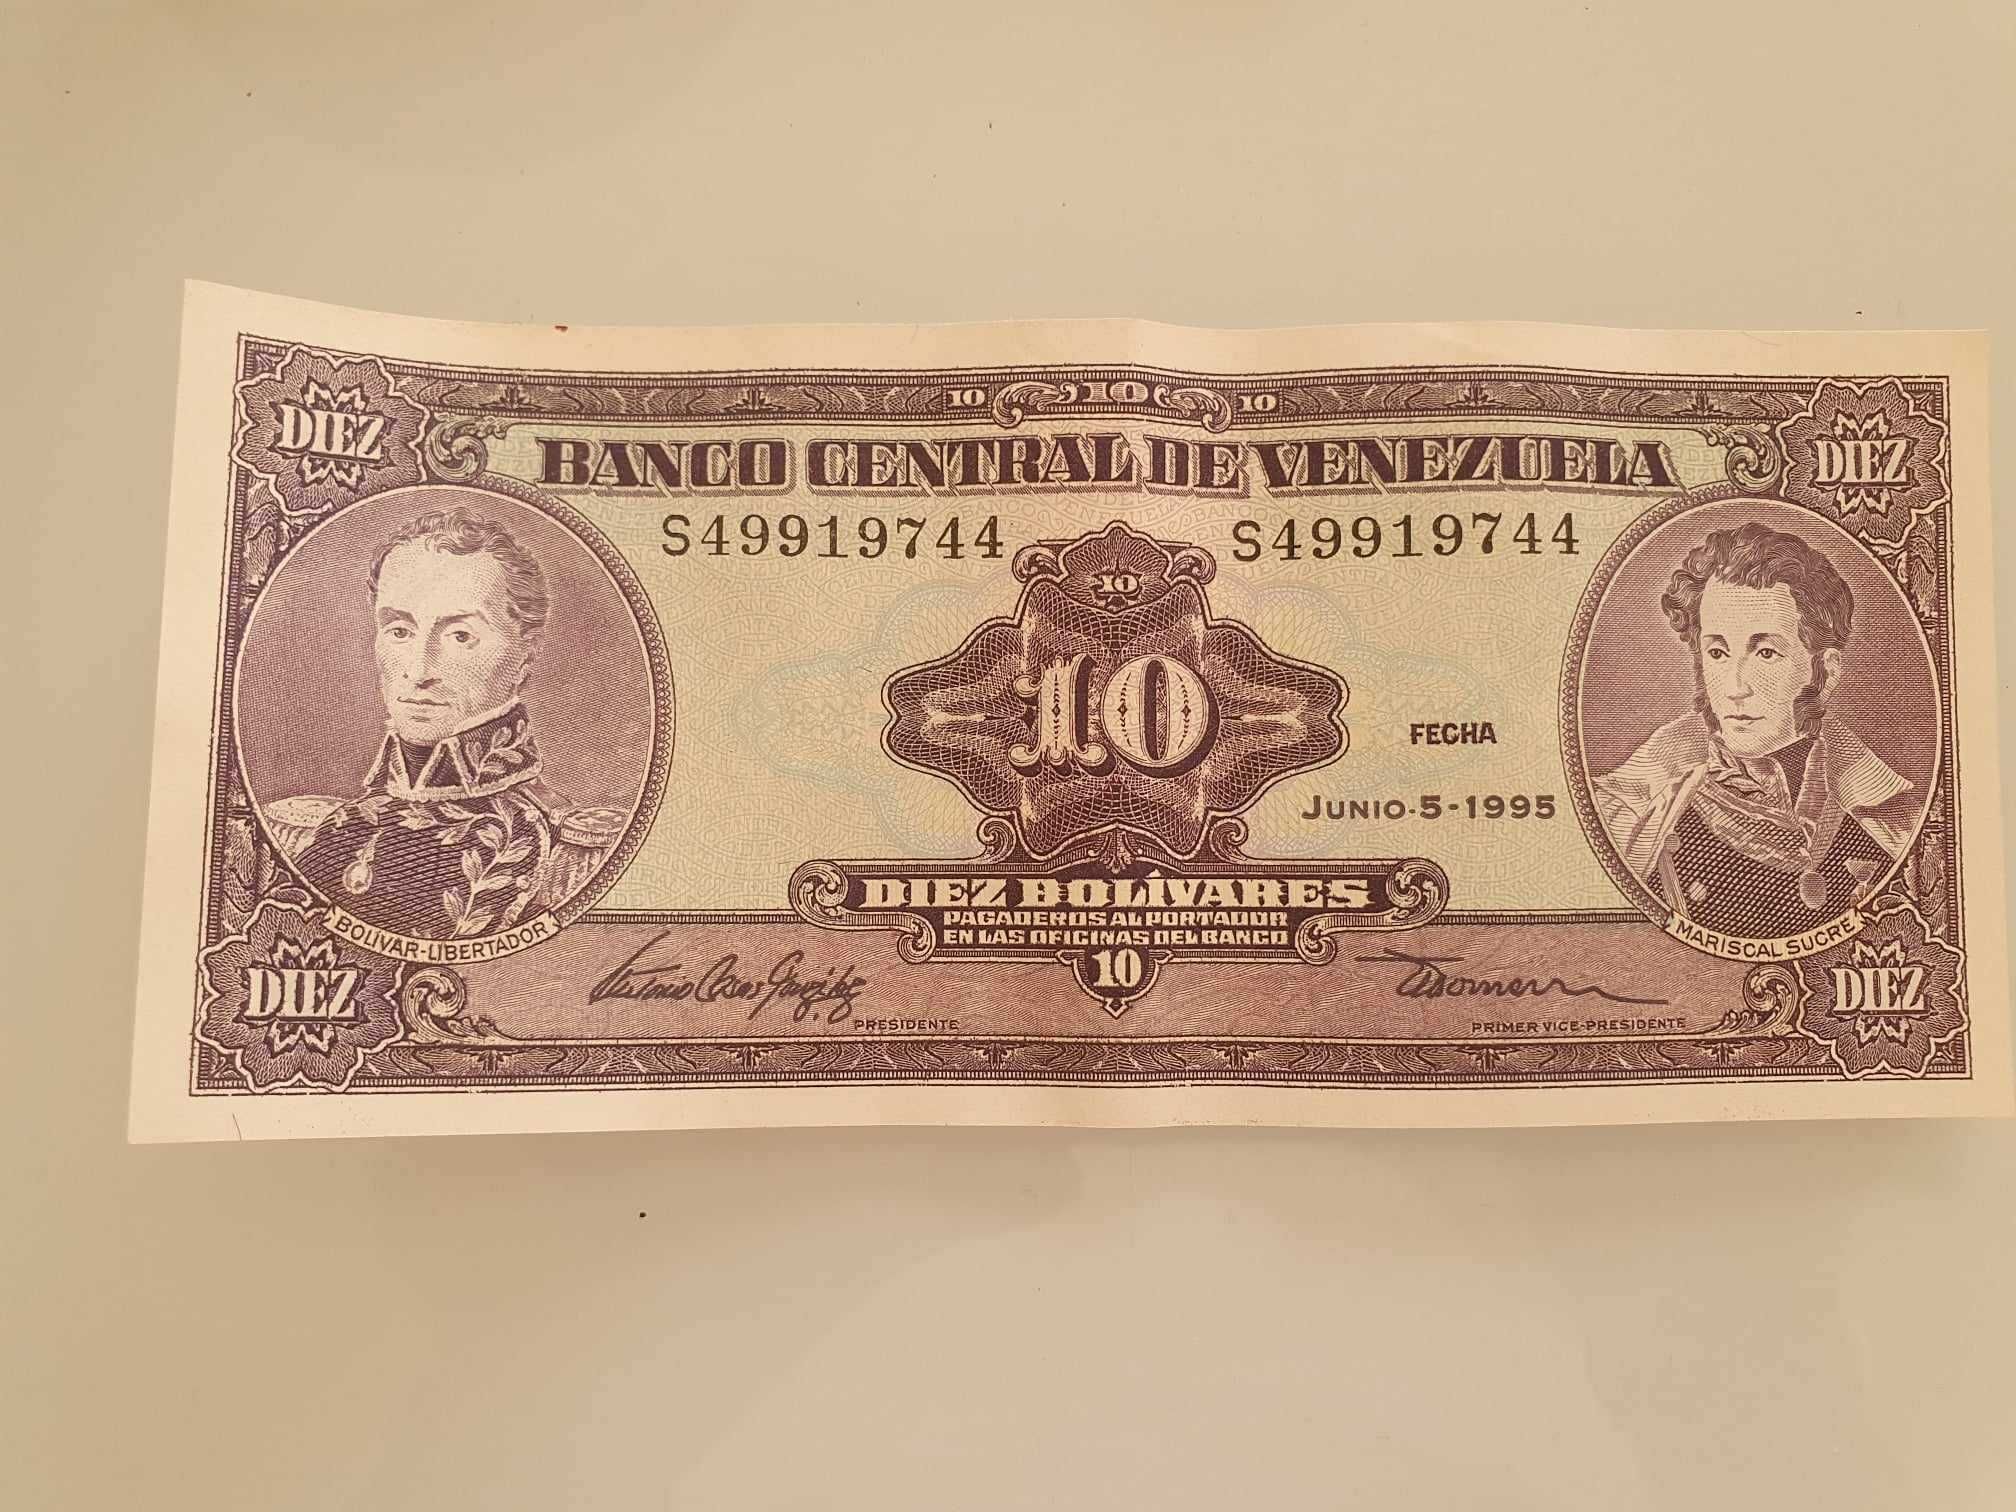 10 10 10
DIEZ DIEZ
BANCO CENTRAL DE VENEZUELA
S49919744 S49919744
10
10
FECHA
JUNIO-5-1995
DIEZ BOLÍVARES
PAGADEROS AL PORTADOR
EN LAS OFICINAS DEL BANCO
BOLIVAR-LIBERTADOR MARISCAL SUCRE
DIEZ 10 DIEZ
PRESIDENTE PRIMER VICE-PRESIDENTE